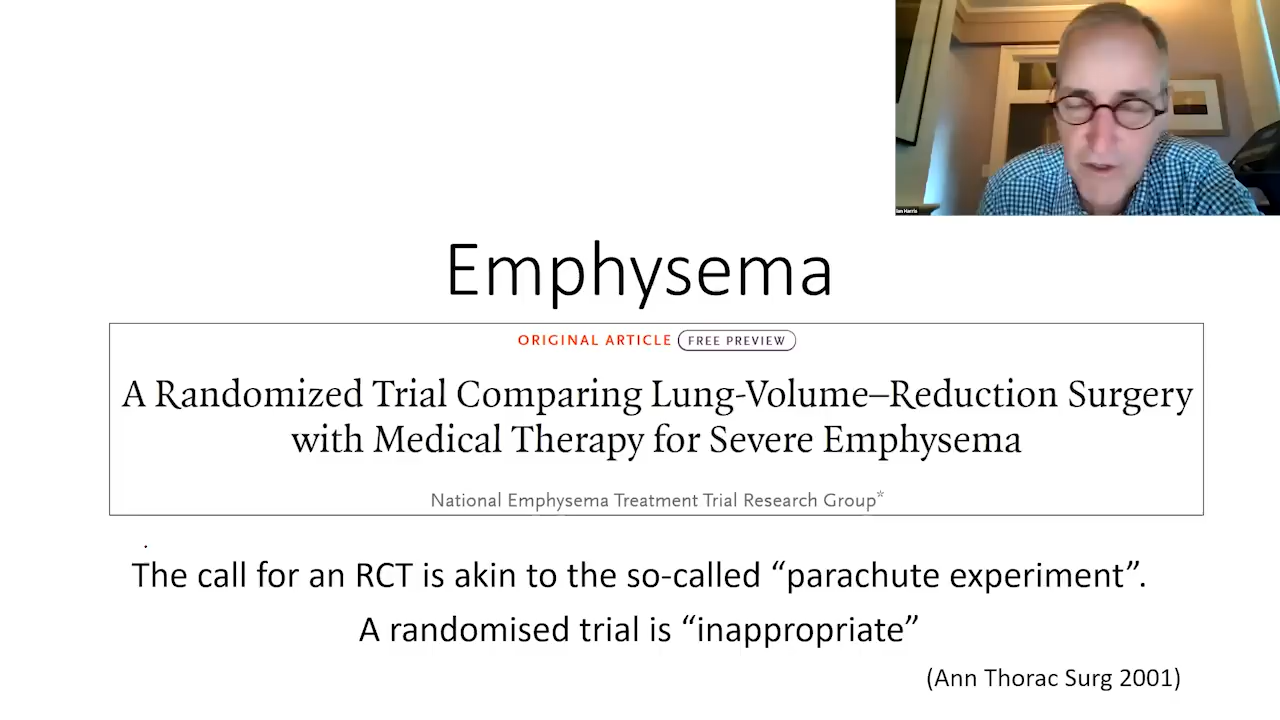 Ian Harris
Emphysema
ORIGINAL ARTICLE FREE PREVIEW
A Randomized Trial Comparing Lung-Volume–Reduction Surgery
with Medical Therapy for Severe Emphysema
National Emphysema Treatment Trial Research Group*
The call for an RCT is akin to the so-called “parachute experiment”.
A randomised trial is “inappropriate”
(Ann Thorac Surg 2001)